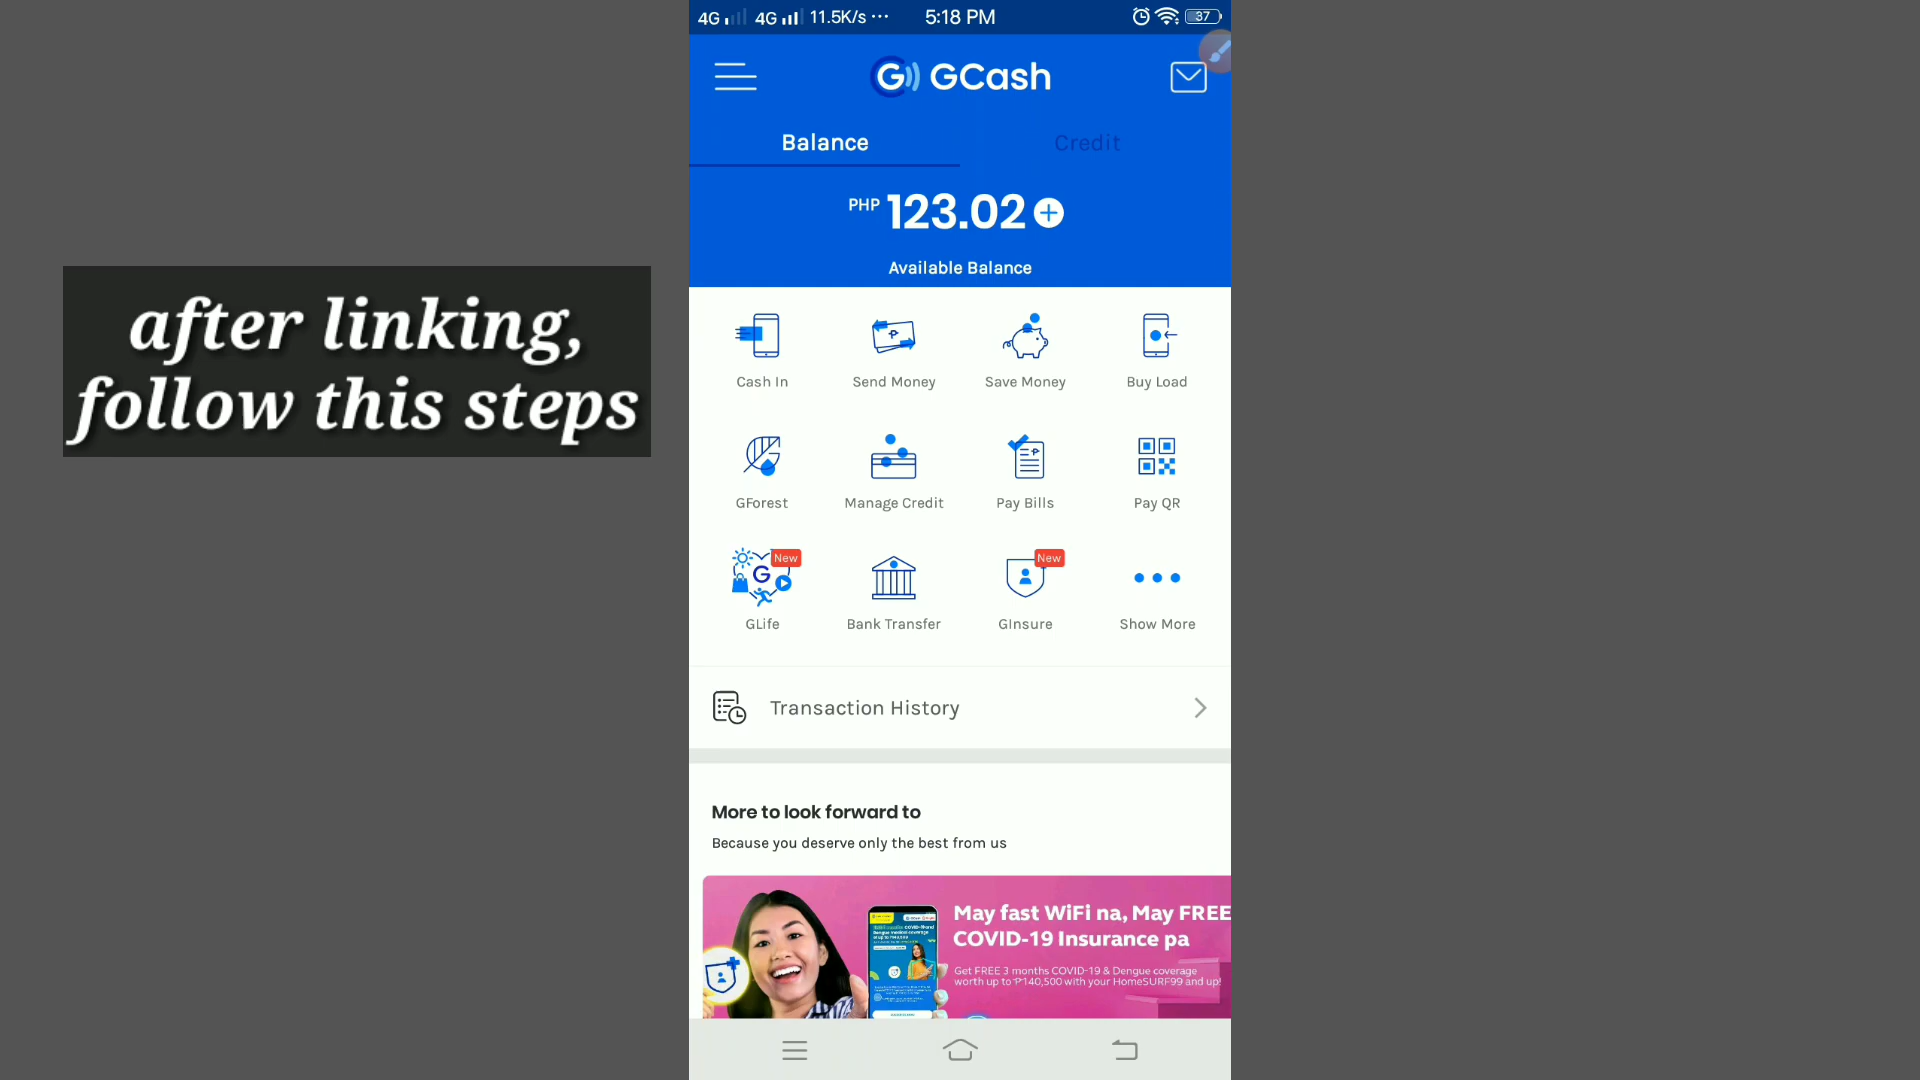 4G 4G 11.5K/s ... 5:18 PM 37
GCash
Balance Credit
PHP 123.02
Available Balance
after linking,
follow this steps
Cash In Send Money Save Money Buy Load
GForest Manage Credit Pay Bills Pay QR
New New
GLife Bank Transfer GInsure Show More
Transaction History
More to look forward to
Because you deserve only the best from us
May fast WiFi na, May FREE
COVID-19 Insurance pa
Get FREE 3 months COVID-19 & Dengue coverage
worth up to ₱140,500 with your HomeSURF99 and up!